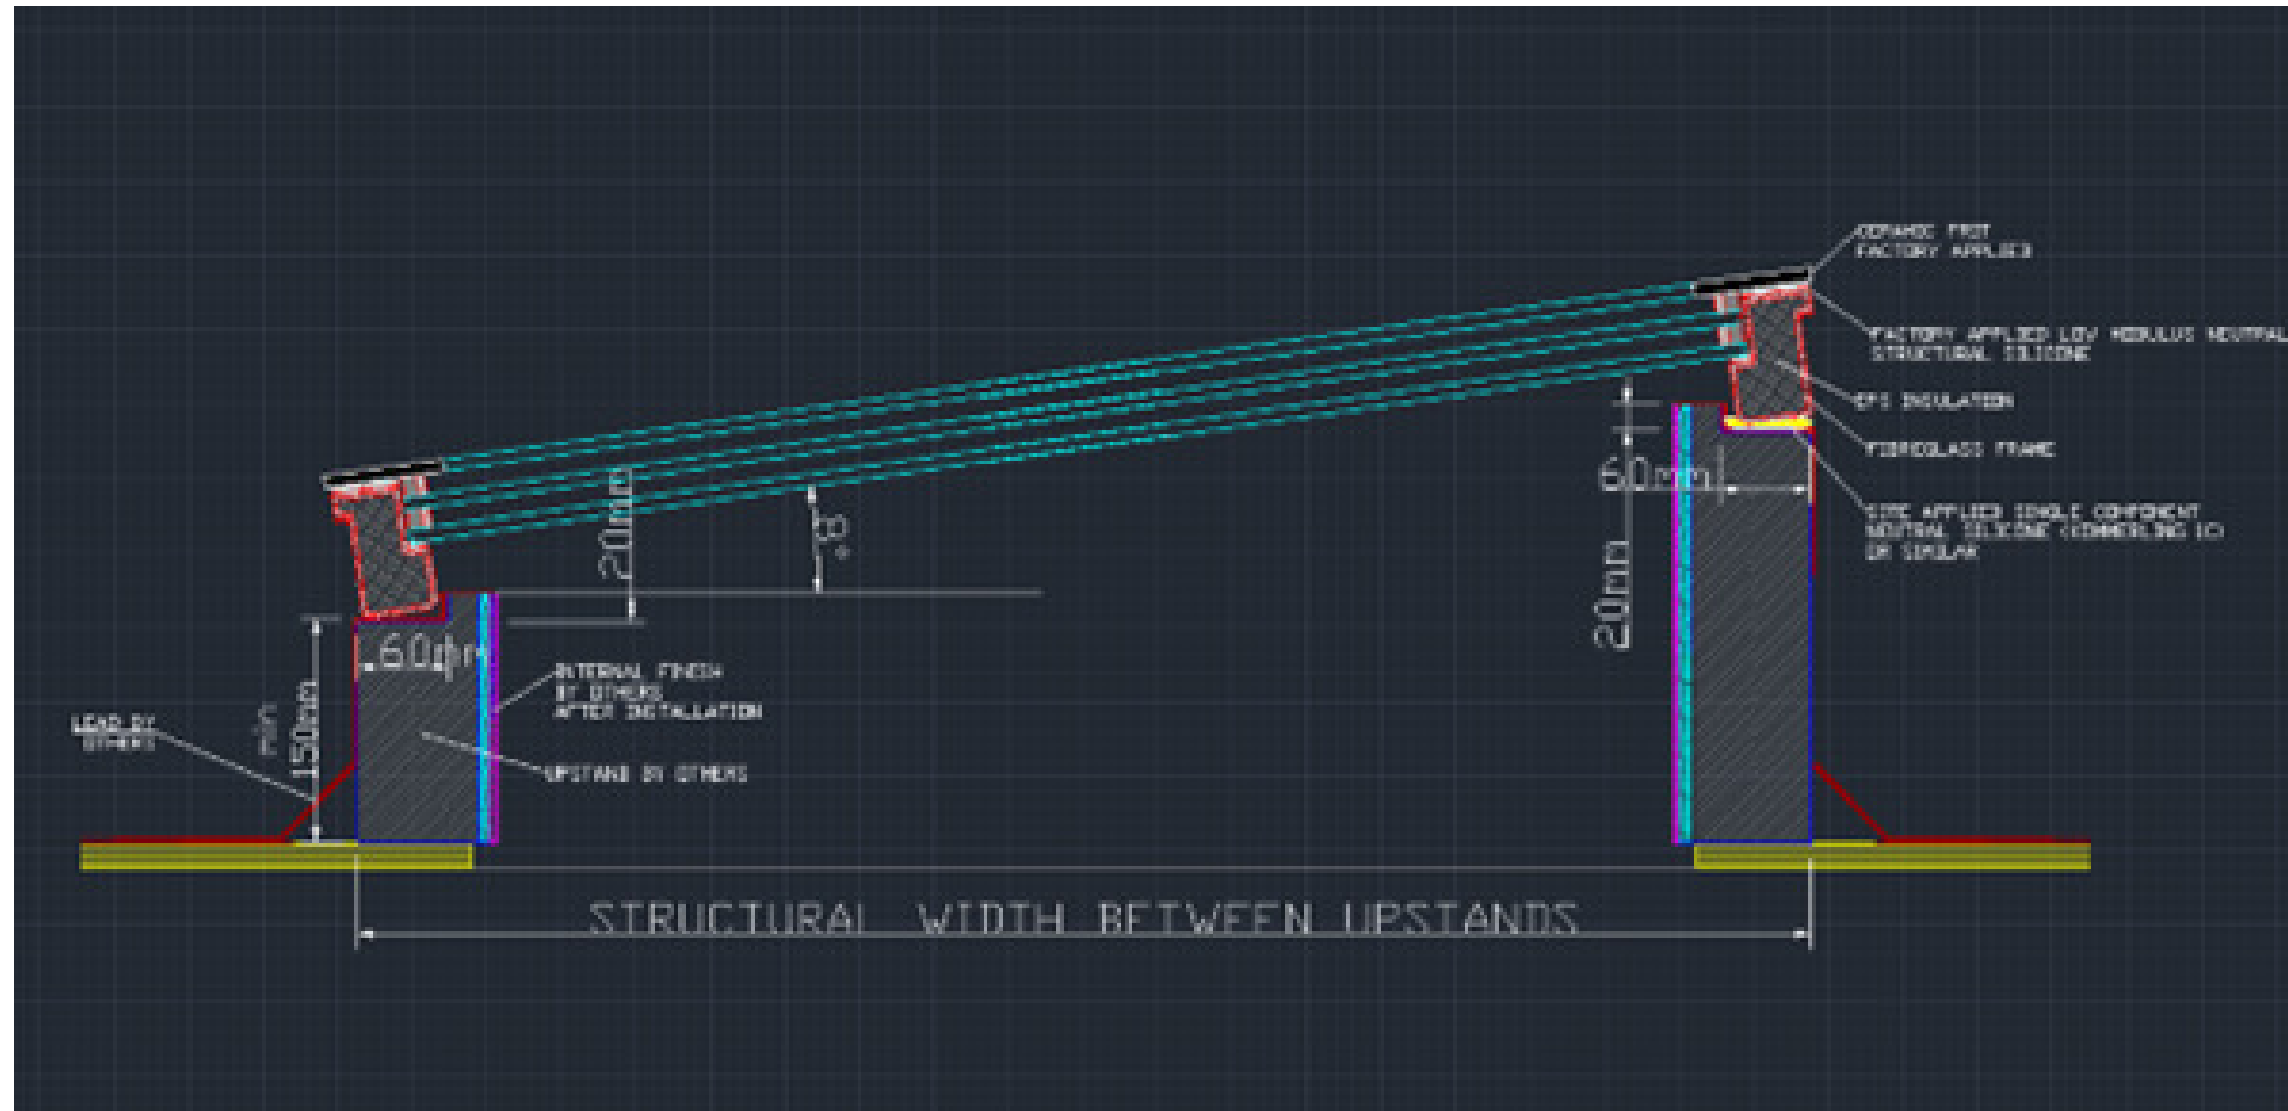 CERAMIC FRIT
FACTORY APPLIED
FACTORY APPLIED LOW MODULUS NEUTRAL
STRUCTURAL SILICONE
EPS INSULATION
FIBREGLASS FRAME
SITE APPLIED SINGLE COMPONENT
NEUTRAL SILICONE (KOMMERLING IC)
OR SIMILAR
60mm
20mm
20mm
8°
60mm
INTERNAL FINISH
BY OTHERS
AFTER INSTALLATION
UPSTAND BY OTHERS
LEAD BY
OTHERS
min
150mm
STRUCTURAL WIDTH BETWEEN UPSTANDS